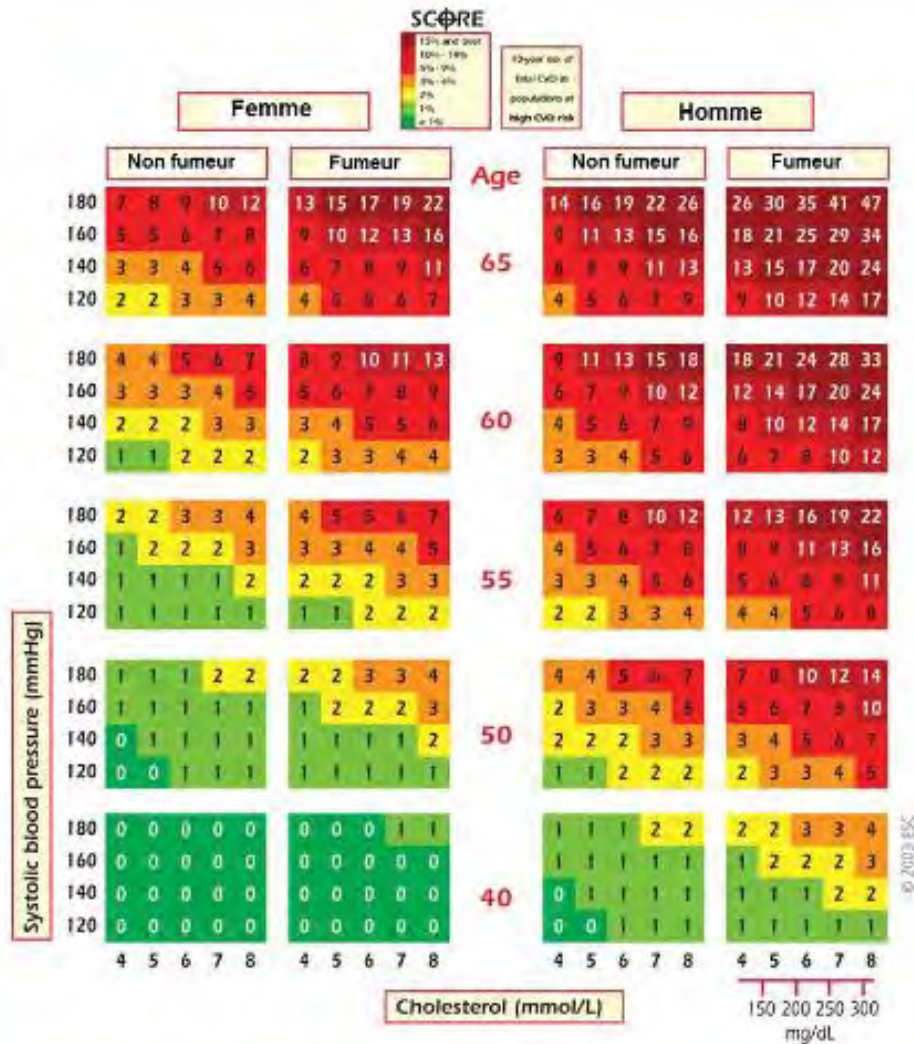 SCORE
15% and over
10% - 14%
5% - 9%
3% - 4%
2%
1%
< 1%
10-year risk of
fatal CVD in
populations at
high CVD risk
Femme Homme
Non fumeur Fumeur Age Non fumeur Fumeur
180 7 8 9 10 12 13 15 17 19 22 14 16 19 22 26 26 30 35 41 47
160 5 5 6 7 8 9 10 12 13 16 9 11 13 15 16 18 21 25 29 34
140 3 3 4 5 6 6 7 8 9 11 6 8 9 11 13 13 15 17 20 24
120 2 2 3 3 4 4 5 5 6 7 4 5 6 7 9 9 10 12 14 17
65
180 4 4 5 6 7 8 9 10 11 13 9 11 13 15 18 18 21 24 28 33
160 3 3 3 4 5 5 6 7 8 9 6 7 9 10 12 12 14 17 20 24
140 2 2 2 3 3 3 4 5 5 6 4 5 6 7 9 8 10 12 14 17
120 1 1 2 2 2 2 3 3 4 4 3 3 4 5 6 6 7 8 10 12
60
180 2 2 3 3 4 4 5 5 6 7 6 7 8 10 12 12 13 16 19 22
160 1 2 2 2 3 3 3 4 4 5 4 5 6 7 8 8 9 11 13 16
140 1 1 1 1 2 2 2 2 3 3 3 3 4 5 6 5 6 8 9 11
120 1 1 1 1 1 1 1 2 2 2 2 2 3 3 4 4 4 5 6 8
55
180 1 1 1 2 2 2 2 3 3 4 4 4 5 6 7 7 8 10 12 14
160 1 1 1 1 1 1 2 2 2 3 2 3 3 4 5 5 6 7 8 10
140 0 1 1 1 1 1 1 1 1 2 2 2 2 3 3 3 4 5 6 7
120 0 0 1 1 1 1 1 1 1 1 1 1 2 2 2 2 3 3 4 5
50
180 0 0 0 0 0 0 0 0 1 1 1 1 1 2 2 2 2 3 3 4
160 0 0 0 0 0 0 0 0 0 0 1 1 1 1 1 1 2 2 2 3
140 0 0 0 0 0 0 0 0 0 0 0 1 1 1 1 1 1 1 2 2
120 0 0 0 0 0 0 0 0 0 0 0 0 1 1 1 1 1 1 1 1
40
4 5 6 7 8 4 5 6 7 8 4 5 6 7 8 4 5 6 7 8
Systolic blood pressure (mmHg)
Cholesterol (mmol/L)
150 200 250 300
mg/dL
© 2003 ESC